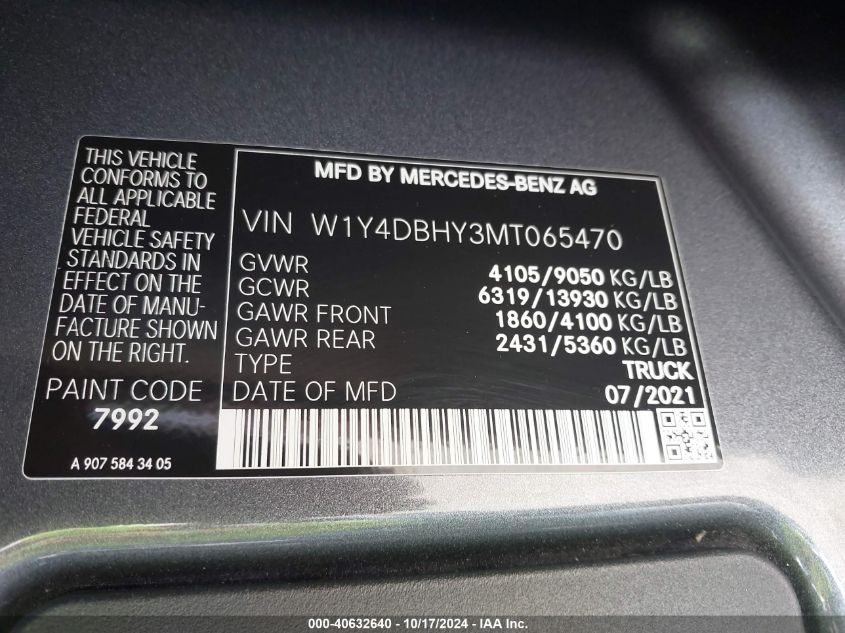 THIS VEHICLE
CONFORMS TO
ALL APPLICABLE
FEDERAL
VEHICLE SAFETY
STANDARDS IN
EFFECT ON THE
DATE OF MANU-
FACTURE SHOWN
ON THE RIGHT.
PAINT CODE
7992
A 907 584 34 05
MFD BY MERCEDES-BENZ AG
VIN W1Y4DBHY3MT065470
GVWR 4105/9050 KG/LB
GCWR 6319/13930 KG/LB
GAWR FRONT 1860/4100 KG/LB
GAWR REAR 2431/5360 KG/LB
TYPE TRUCK
DATE OF MFD 07/2021
000-40632640 - 10/17/2024 - IAA Inc.